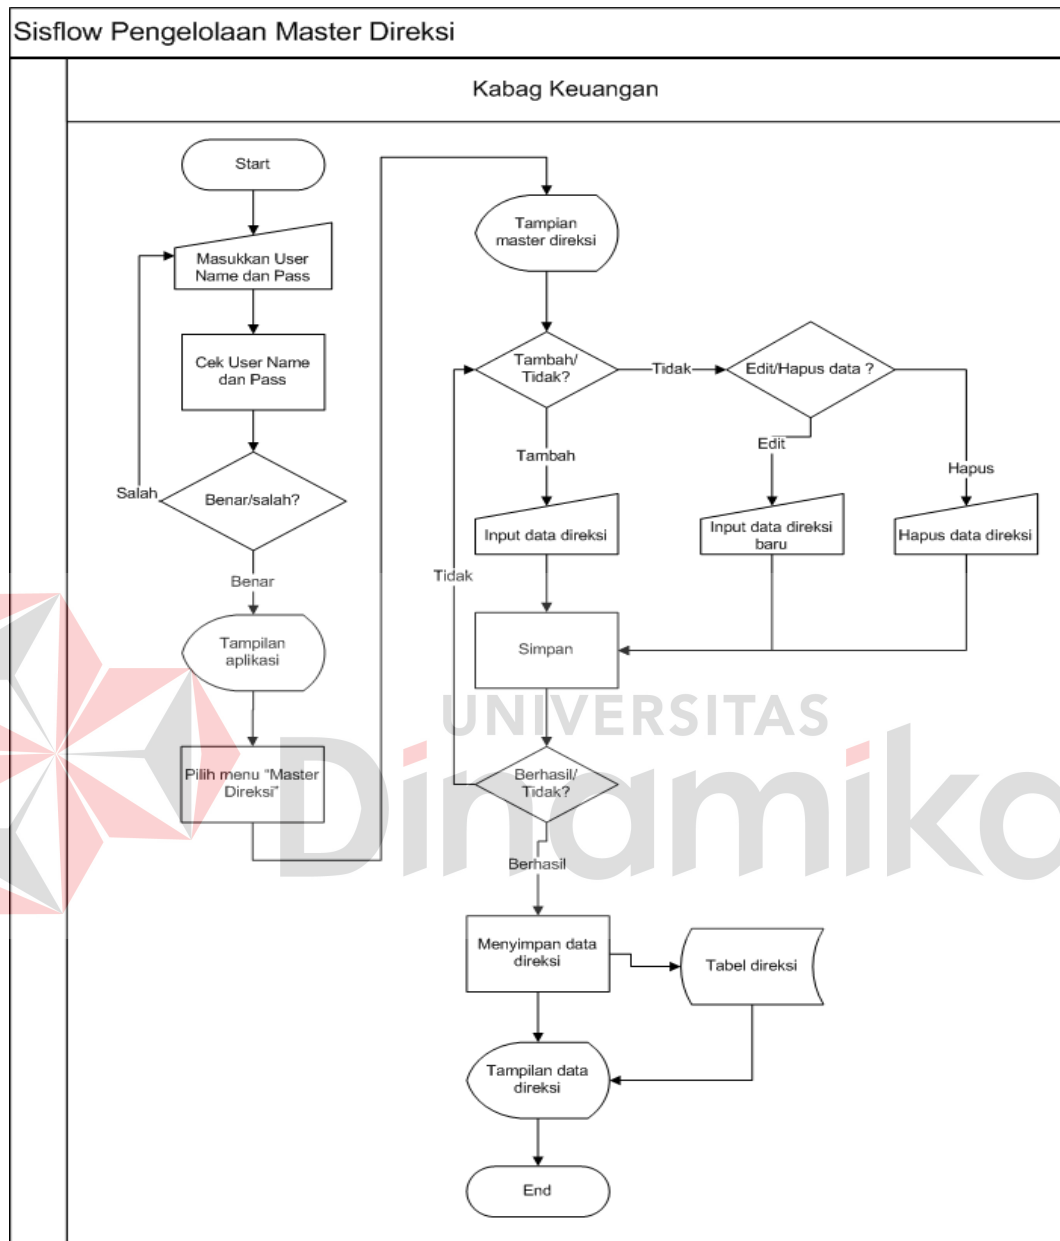 Sisflow Pengelolaan Master Direksi
Kabag Keuangan
Start
Masukkan User
Name dan Pass
Cek User Name
dan Pass
Salah
Benar/salah?
Benar
Tampilan
aplikasi
Pilih menu “Master
Direksi”
Tampian
master direksi
Tambah/
Tidak?
Tidak
Edit/Hapus data ?
Tambah
Edit
Hapus
Input data direksi
Input data direksi
baru
Hapus data direksi
Tidak
Simpan
Berhasil/
Tidak?
Berhasil
Menyimpan data
direksi
Tabel direksi
Tampilan data
direksi
End
UNIVERSITAS
Dinamika